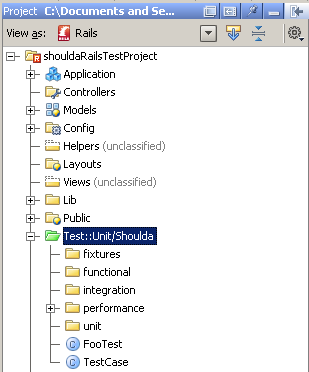 Project C:\Documents and Se...
View as: Rails
shouldaRailsTestProject
Application
Controllers
Models
Config
Helpers (unclassified)
Layouts
Views (unclassified)
Lib
Public
Test::Unit/Shoulda
fixtures
functional
integration
performance
unit
FooTest
TestCase